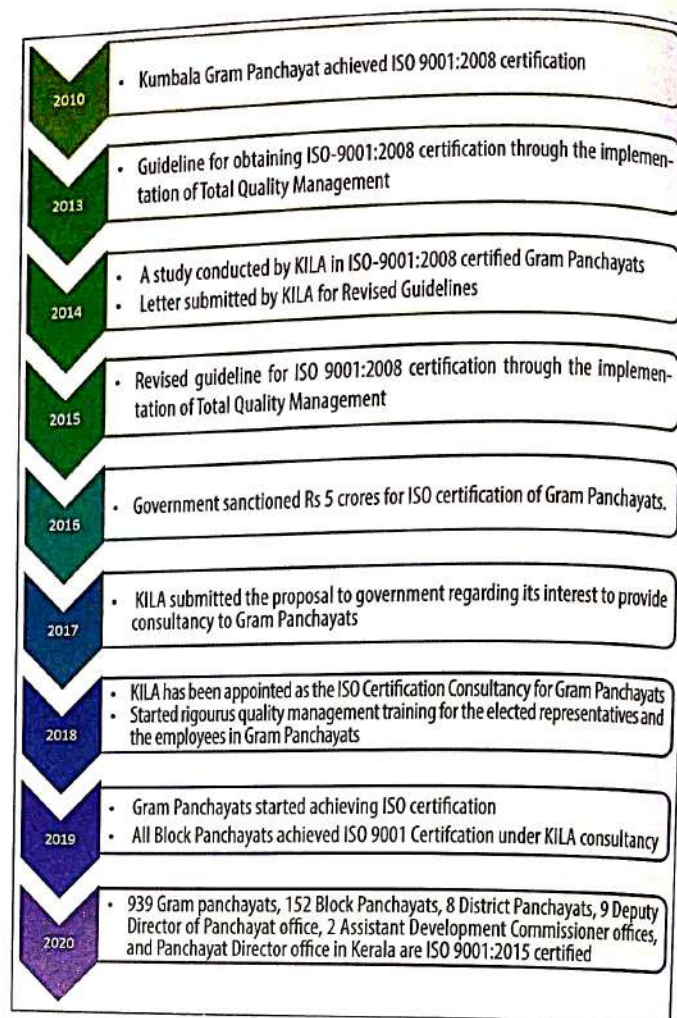 2010
• Kumbala Gram Panchayat achieved ISO 9001:2008 certification
2013
• Guideline for obtaining ISO-9001:2008 certification through the implemen-
tation of Total Quality Management
2014
• A study conducted by KILA in ISO-9001:2008 certified Gram Panchayats
• Letter submitted by KILA for Revised Guidelines
2015
• Revised guideline for ISO 9001:2008 certification through the implemen-
tation of Total Quality Management
2016
• Government sanctioned Rs 5 crores for ISO certification of Gram Panchayats.
2017
• KILA submitted the proposal to government regarding its interest to provide
consultancy to Gram Panchayats
2018
• KILA has been appointed as the ISO Certification Consultancy for Gram Panchayats
• Started rigourus quality management training for the elected representatives and
the employees in Gram Panchayats
2019
• Gram Panchayats started achieving ISO certification
• All Block Panchayats achieved ISO 9001 Certifcation under KILA consultancy
2020
• 939 Gram panchayats, 152 Block Panchayats, 8 District Panchayats, 9 Deputy
Director of Panchayat office, 2 Assistant Development Commissioner offices,
and Panchayat Director office in Kerala are ISO 9001:2015 certified